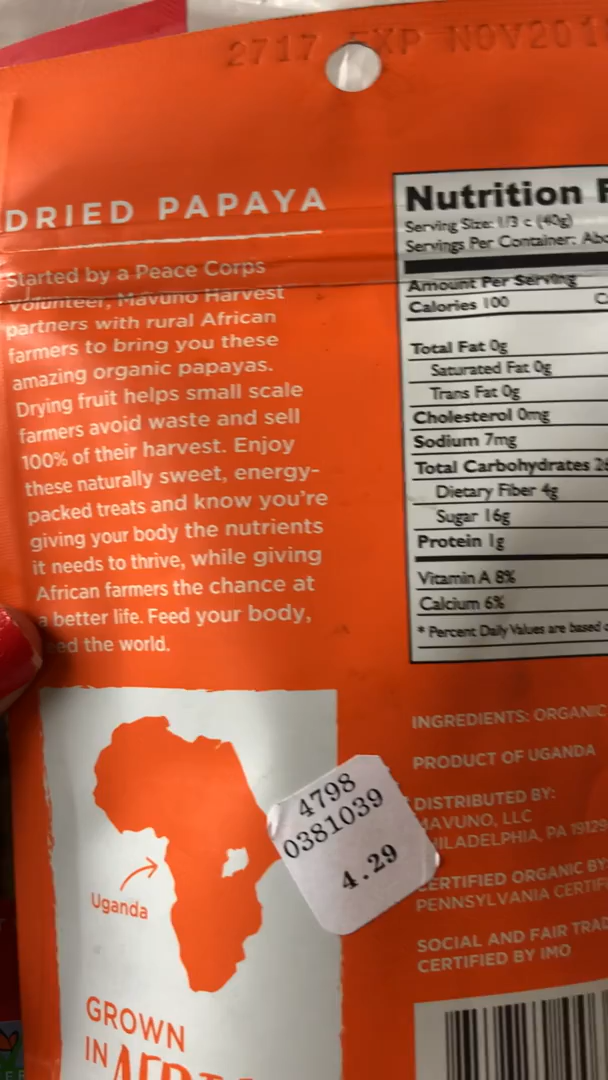 2717 EXP NOV201
DRIED PAPAYA
Started by a Peace Corps
Volunteer, Mavuno Harvest
partners with rural African
farmers to bring you these
amazing organic papayas.
Drying fruit helps small scale
farmers avoid waste and sell
100% of their harvest. Enjoy
these naturally sweet, energy-
packed treats and know you're
giving your body the nutrients
it needs to thrive, while giving
African farmers the chance at
a better life. Feed your body,
eed the world.
Uganda
GROWN
IN
4798
0381039
4.29
Nutrition F
Serving Size: 1/3 c (40g)
Servings Per Container: Abo
Amount Per Serving
Calories 100 C
Total Fat 0g
Saturated Fat 0g
Trans Fat 0g
Cholesterol 0mg
Sodium 7mg
Total Carbohydrates 26
Dietary Fiber 4g
Sugar 16g
Protein 1g
Vitamin A 8%
Calcium 6%
* Percent Daily Values are based o
INGREDIENTS: ORGANIC
PRODUCT OF UGANDA
DISTRIBUTED BY:
MAVUNO, LLC
HILADELPHIA, PA 19129
CERTIFIED ORGANIC BY
PENNSYLVANIA CERTIF
SOCIAL AND FAIR TRAD
CERTIFIED BY IMO